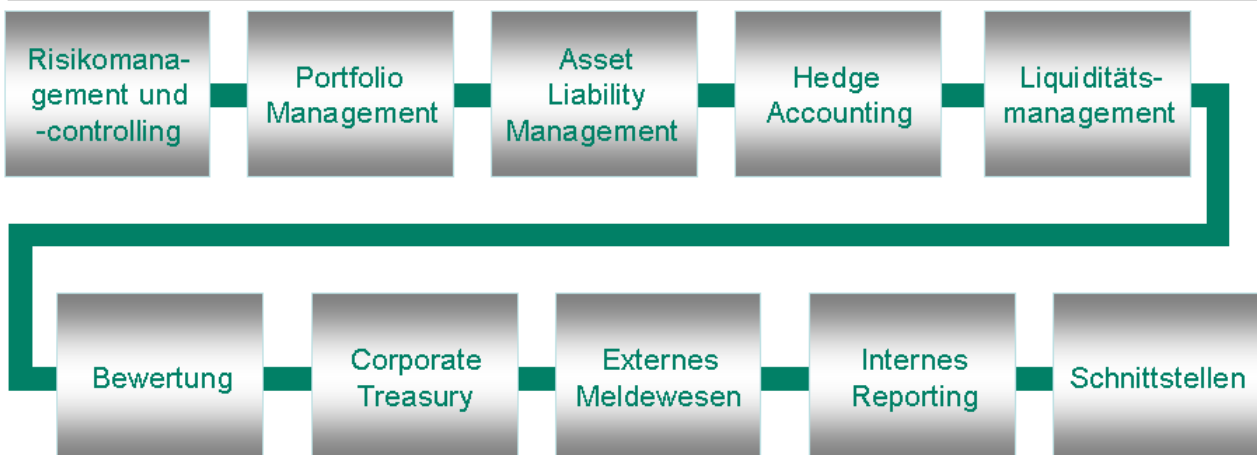 Risikomana-
gement und
-controlling
Portfolio
Management
Asset
Liability
Management
Hedge
Accounting
Liquiditäts-
management
Bewertung
Corporate
Treasury
Externes
Meldewesen
Internes
Reporting
Schnittstellen